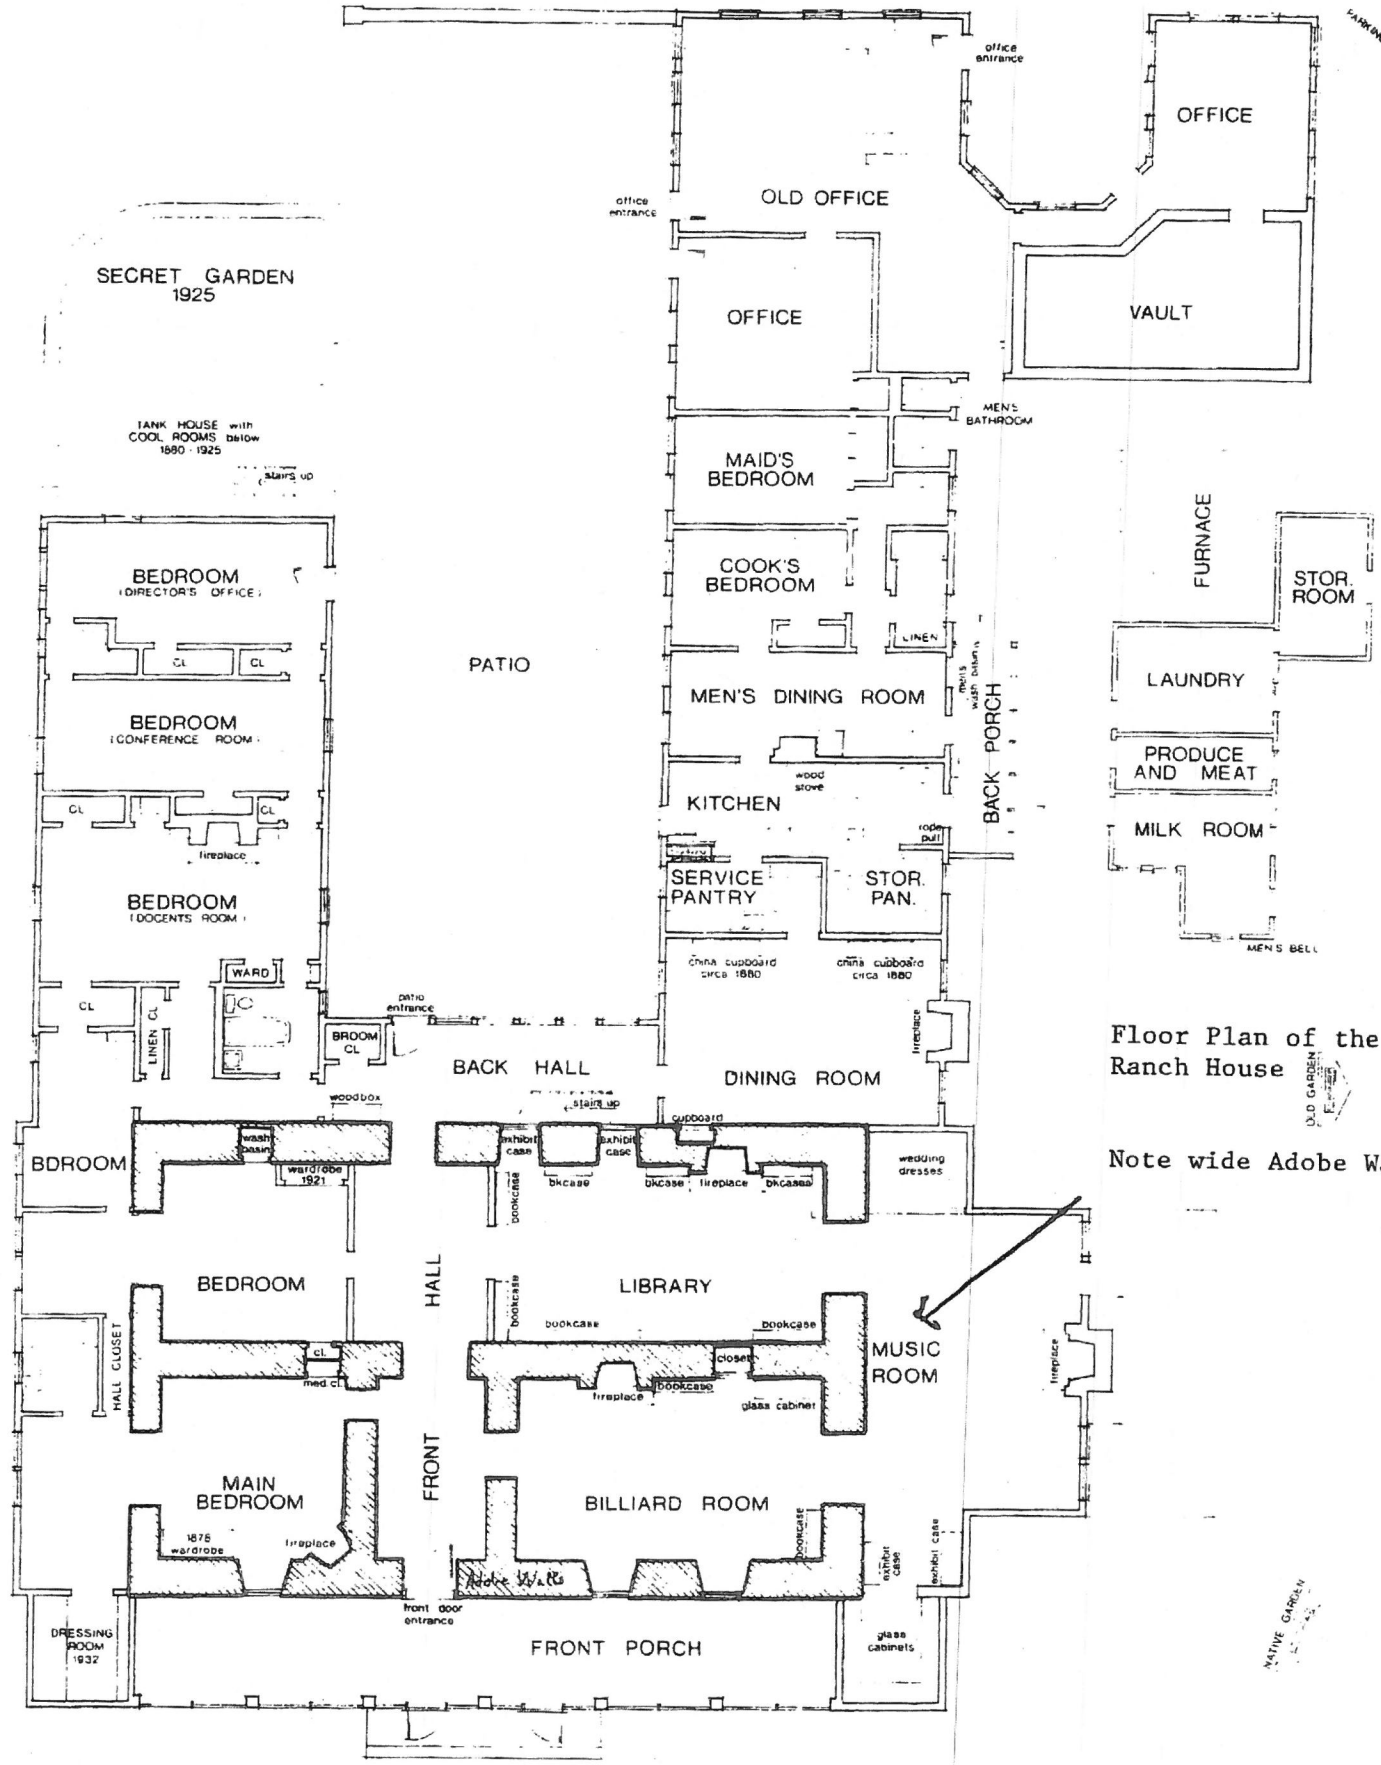 PARKING
office
entrance
OFFICE
OLD OFFICE
office
entrance
SECRET GARDEN
1925
OFFICE
VAULT
MEN'S
BATHROOM
TANK HOUSE with
COOL ROOMS below
1880 - 1925
stairs up
MAID'S
BEDROOM
FURNACE
STOR.
ROOM
BEDROOM
(DIRECTOR'S OFFICE)
COOK'S
BEDROOM
LINEN
CL
CL
PATIO
men's
wash basins
LAUNDRY
MEN'S DINING ROOM
BACK PORCH
BEDROOM
(CONFERENCE ROOM)
PRODUCE
AND MEAT
wood
stove
KITCHEN
CL
CL
rope
pull
MILK ROOM
fireplace
SERVICE
PANTRY
STOR.
PAN.
BEDROOM
(DOCENTS ROOM)
MEN'S BELL
china cupboard
circa 1880
china cupboard
circa 1880
WARD
CL
LINEN CL
patio
entrance
BROOM
CL
fireplace
Floor Plan of the
Ranch House
OLD GARDEN
BACK HALL
DINING ROOM
stairs up
woodbox
cupboard
wash
basin
exhibit
case
exhibit
case
BDROOM
wardrobe
1921
bookcase
bkcase
bkcase
fireplace
bkcase
wedding
dresses
Note wide Adobe W
BEDROOM
HALL
LIBRARY
bookcase
bookcase
bookcase
HALL CLOSET
cl.
med cl.
closet
MUSIC
ROOM
fireplace
fireplace
bookcase
glass cabinet
MAIN
BEDROOM
FRONT
BILLIARD ROOM
bookcase
1876
wardrobe
fireplace
exhibit
case
exhibit case
Adobe Walls
front door
entrance
DRESSING
ROOM
1932
FRONT PORCH
glass
cabinets
NATIVE GARDEN